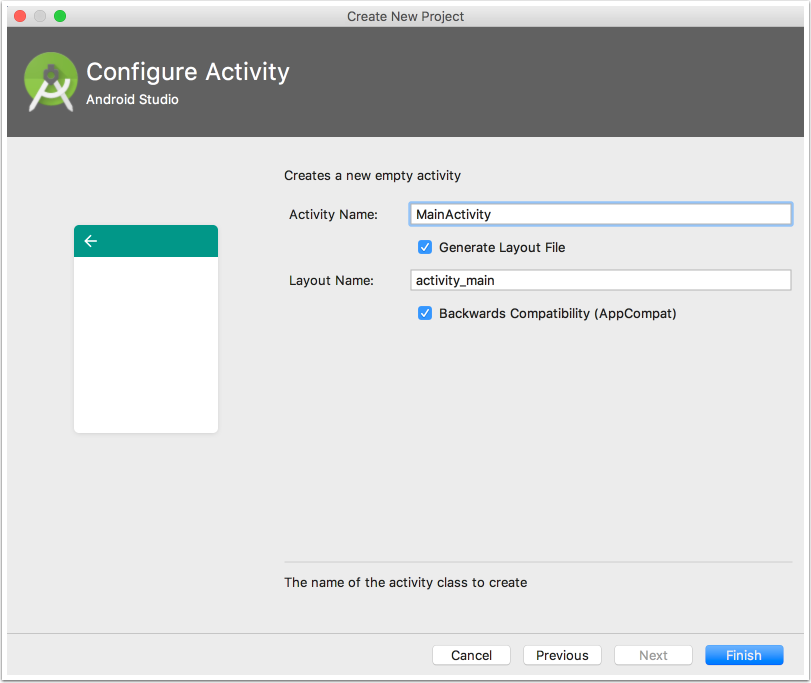 Create New Project
Configure Activity
Android Studio
Creates a new empty activity
Activity Name: MainActivity
Generate Layout File
Layout Name: activity_main
Backwards Compatibility (AppCompat)
The name of the activity class to create
Cancel Previous Next Finish